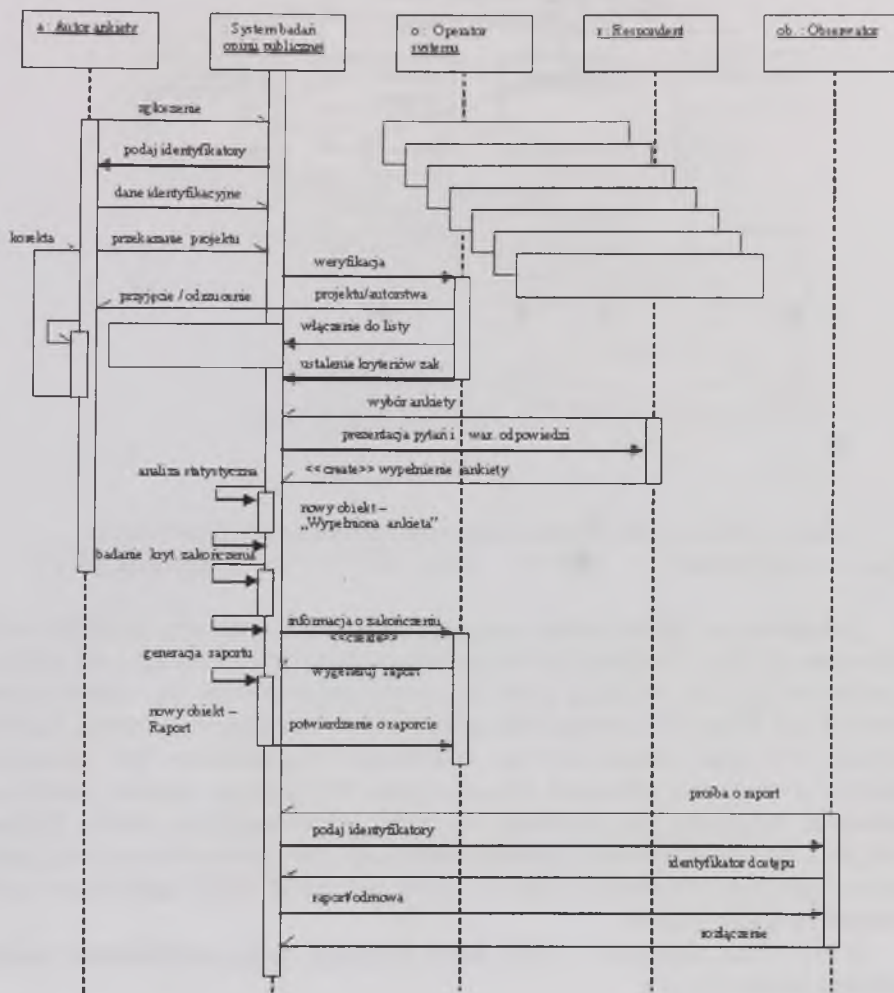 a : Autor ankiety
: System badań
opinii publicznej
o : Operator
systemu
r : Respondent
ob. : Obserwator
zgłoszenie
podaj identyfikatory
dane identyfikacyjne
korekta
przekazanie projektu
weryfikacja
przyjęcie / odrzucenie
projektu/autorstwa
włączenie do listy
ustalenie kryteriów zak.
wybór ankiety
prezentacja pytań i war. odpowiedzi
analiza statystyczna
<<create>> wypełnienie ankiety
nowy obiekt –
„Wypełniona ankieta”
badanie kryt. zakończenia
informacja o zakończeniu
<<create>>
generacja raportu
wygeneruj raport
nowy obiekt –
Raport
potwierdzenie o raporcie
prośba o raport
podaj identyfikatory
identyfikator dostępu
raport/odmowa
rozłączenie